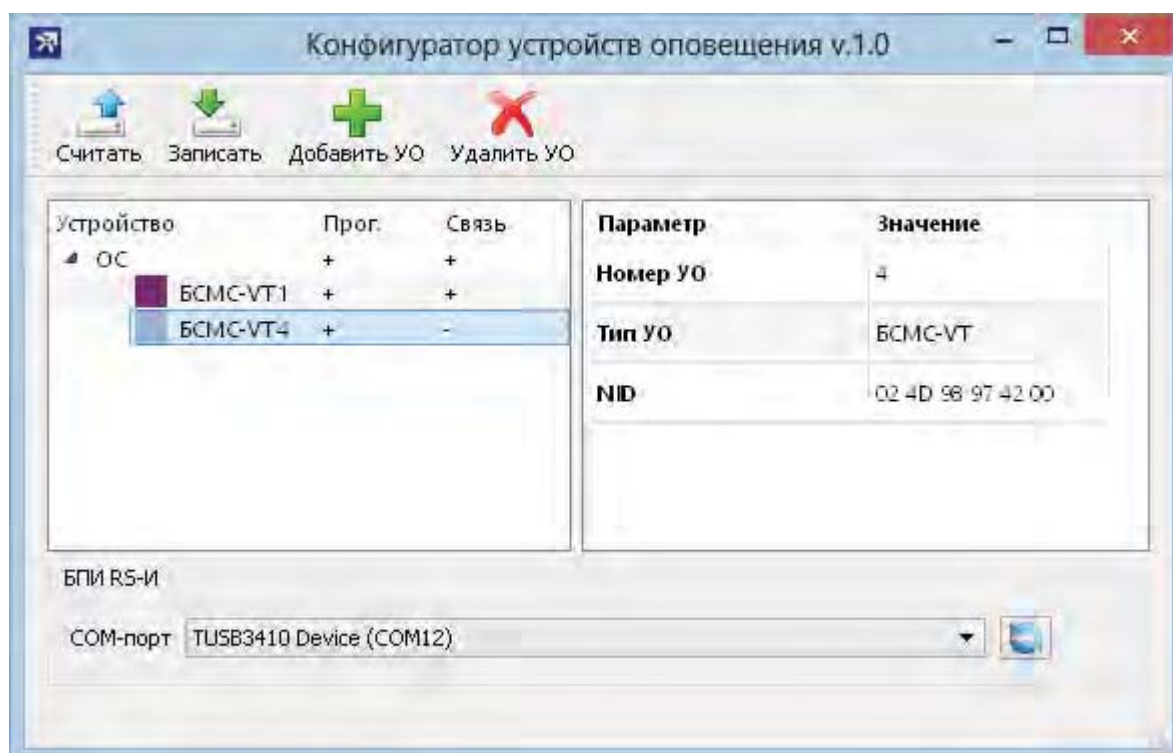 Конфигуратор устройств оповещения v.1.0
Считать Записать Добавить УО Удалить УО
Устройство Прог. Связь
ОС + +
БСМС-VT1 + +
БСМС-VT4 + -
Параметр Значение
Номер УО 4
Тип УО БСМС-VT
NID 02 4D 98 97 42 00
БПИ RS-И
COM-порт TUSB3410 Device (COM12)